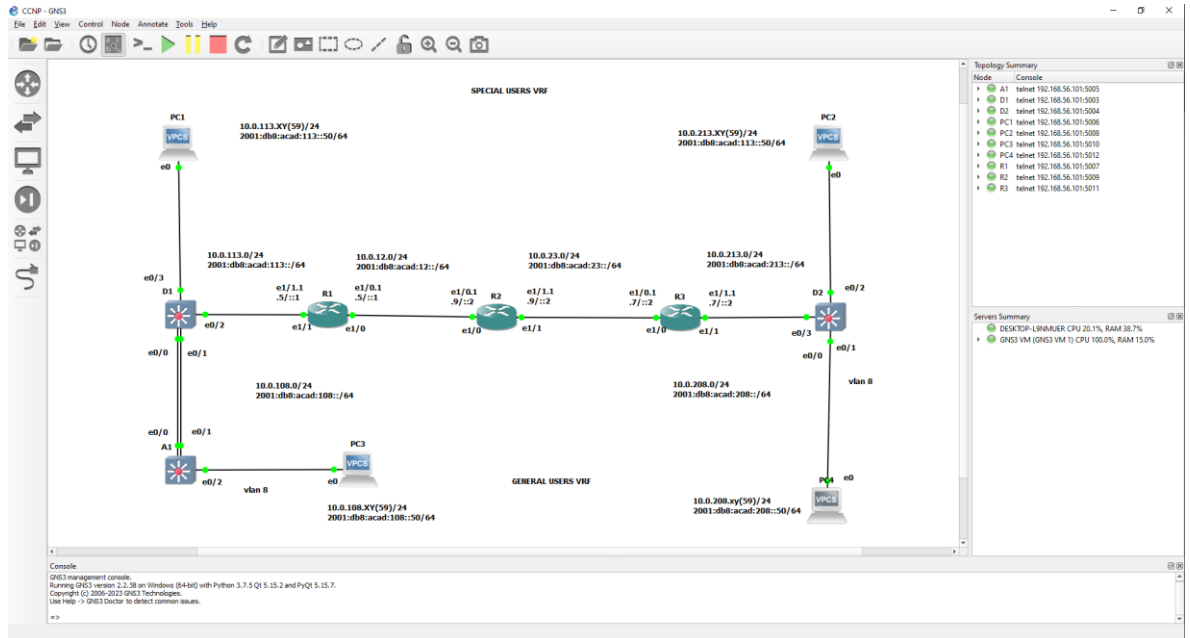 CCNP - GNS3
File Edit View Control Node Annotate Tools Help
SPECIAL USERS VRF
PC1
VPCS
10.0.113.XY(59)/24
2001:db8:acad:113::50/64
e0
10.0.213.XY(59)/24
2001:db8:acad:113::50/64
PC2
VPCS
e0
10.0.113.0/24
2001:db8:acad:113::/64
10.0.12.0/24
2001:db8:acad:12::/64
10.0.23.0/24
2001:db8:acad:23::/64
10.0.213.0/24
2001:db8:acad:213::/64
e0/3
D1
e0/2
e1/1.1
.5/::1
R1
e1/0.1
.5/::1
e1/1
e1/0
e1/0.1
.9/::2
R2
e1/1.1
.9/::2
e1/0
e1/1
e1/0.1
.7/::2
R3
e1/1.1
.7/::2
e1/0
e1/1
D2
e0/2
e0/3
e0/0
e0/1
e0/0
e0/1
vlan 8
10.0.108.0/24
2001:db8:acad:108::/64
10.0.208.0/24
2001:db8:acad:208::/64
e0/0
e0/1
A1
e0/2
vlan 8
PC3
VPCS
e0
10.0.108.XY(59)/24
2001:db8:acad:108::50/64
GENERAL USERS VRF
PC4
e0
VPCS
10.0.208.xy(59)/24
2001:db8:acad:208::50/64
Topology Summary
Node Console
A1 telnet 192.168.56.101:5005
D1 telnet 192.168.56.101:5003
D2 telnet 192.168.56.101:5004
PC1 telnet 192.168.56.101:5006
PC2 telnet 192.168.56.101:5008
PC3 telnet 192.168.56.101:5010
PC4 telnet 192.168.56.101:5012
R1 telnet 192.168.56.101:5007
R2 telnet 192.168.56.101:5009
R3 telnet 192.168.56.101:5011
Servers Summary
DESKTOP-L9NMUER CPU 20.1%, RAM 38.7%
GNS3 VM (GNS3 VM 1) CPU 100.0%, RAM 15.0%
Console
GNS3 management console.
Running GNS3 version 2.2.38 on Windows (64-bit) with Python 3.7.5 Qt 5.15.2 and PyQt 5.15.7.
Copyright (c) 2006-2023 GNS3 Technologies.
Use Help -> GNS3 Doctor to detect common issues.
=>